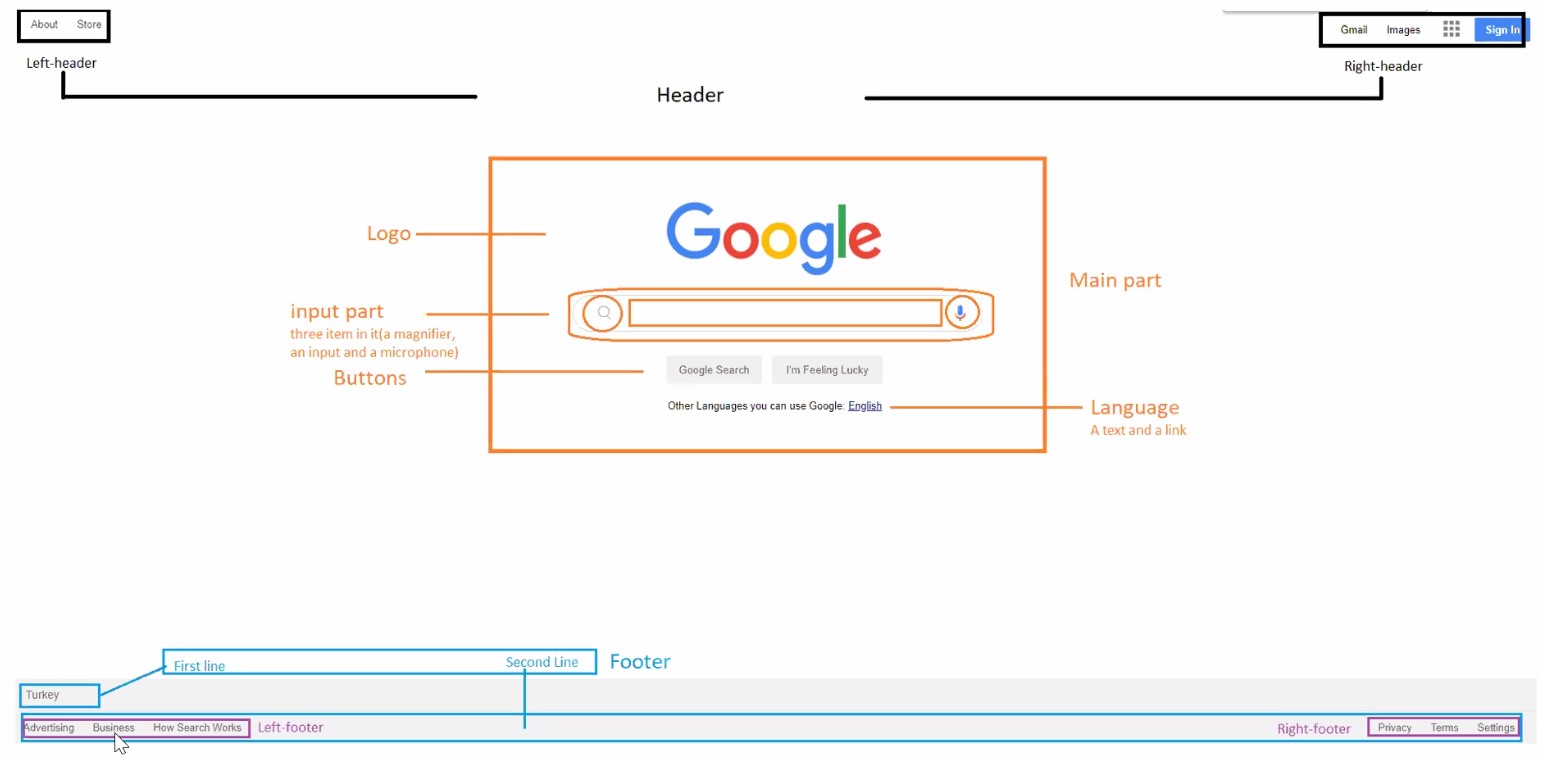 About Store
Gmail Images Sign In
Left-header
Right-header
Header
Logo
Google
Main part
input part
three item in it(a magnifier,
an input and a microphone)
Buttons
Google Search I'm Feeling Lucky
Other Languages you can use Google: English
Language
A text and a link
First line
Second Line
Footer
Turkey
Advertising Business How Search Works
Left-footer
Right-footer
Privacy Terms Settings